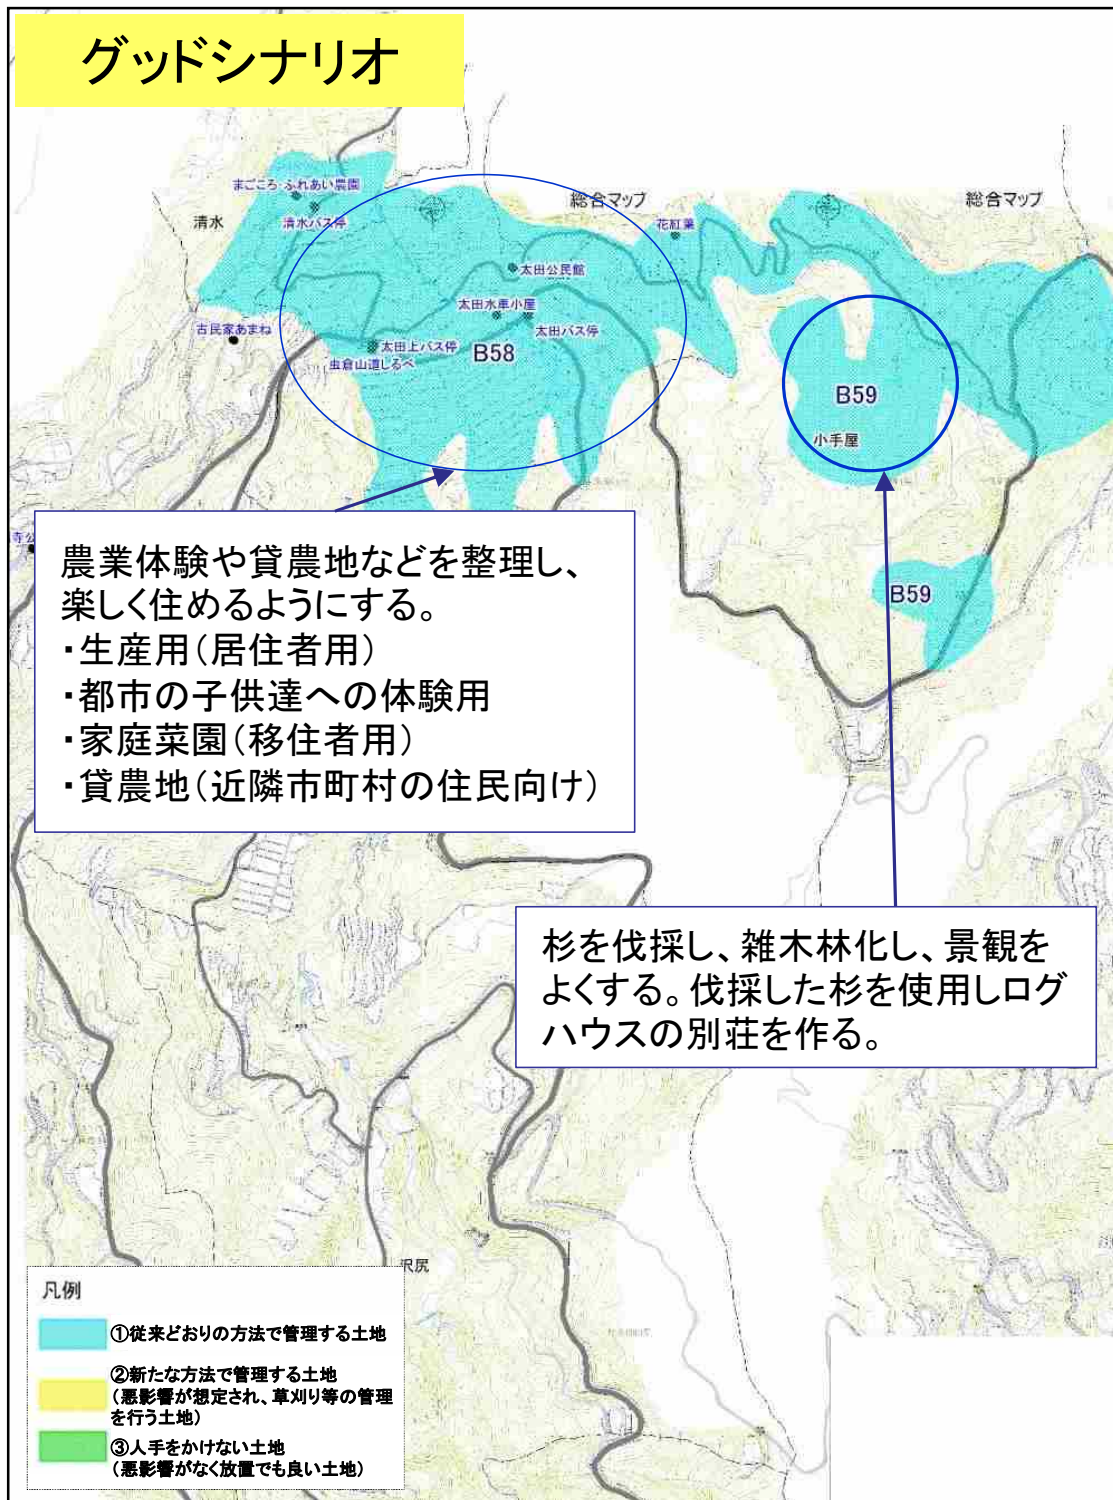 グッドシナリオ
まごころ・ふれあい農園
清水
清水バス停
総合マップ
花紅葉
総合マップ
太田公民館
太田水車小屋
太田バス停
古民家あまね
太田上バス停
虫倉山道しるべ
B58
B59
小手屋
B59
農業体験や貸農地などを整理し、
楽しく住めるようにする。
・生産用(居住者用)
・都市の子供達への体験用
・家庭菜園(移住者用)
・貸農地(近隣市町村の住民向け)
杉を伐採し、雑木林化し、景観を
よくする。伐採した杉を使用しログ
ハウスの別荘を作る。
沢尻
凡例
①従来どおりの方法で管理する土地
②新たな方法で管理する土地
(悪影響が想定され、草刈り等の管理
を行う土地)
③人手をかけない土地
(悪影響がなく放置でも良い土地)